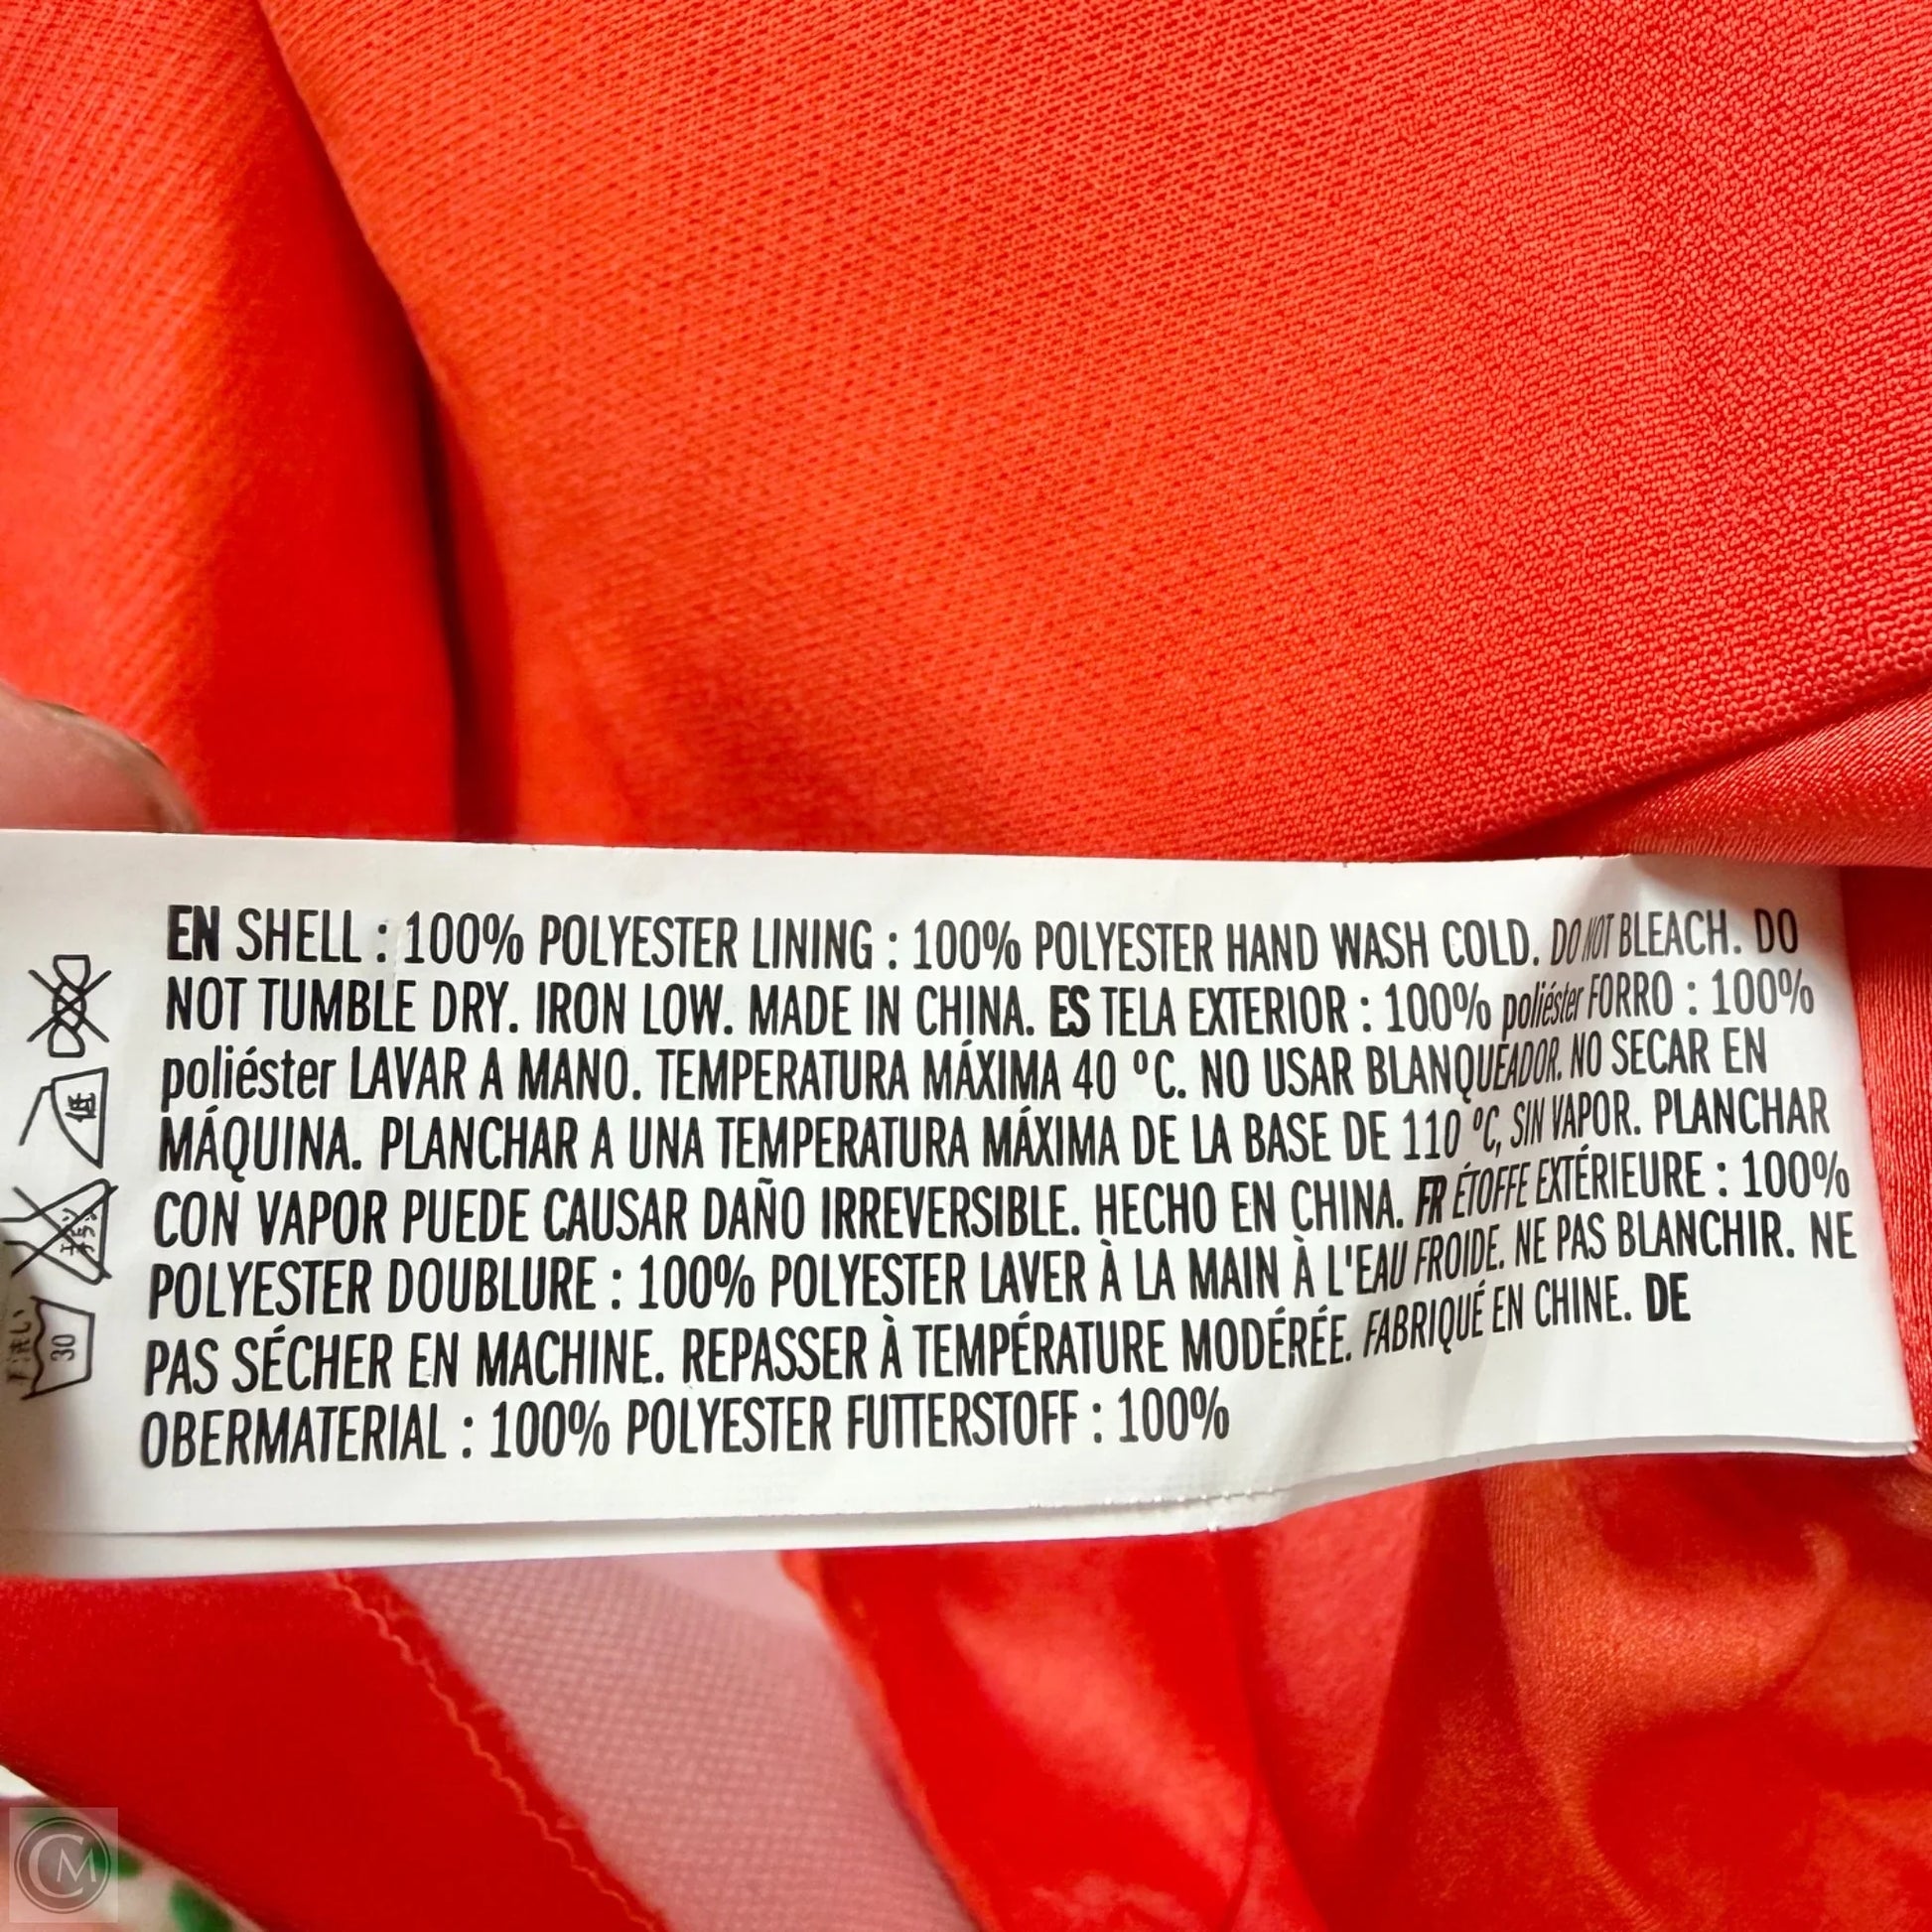 EN SHELL : 100% POLYESTER LINING : 100% POLYESTER HAND WASH COLD. DO NOT BLEACH. DO
NOT TUMBLE DRY. IRON LOW. MADE IN CHINA. ES TELA EXTERIOR : 100% poliéster FORRO : 100%
poliéster LAVAR A MANO. TEMPERATURA MÁXIMA 40 ºC. NO USAR BLANQUEADOR. NO SECAR EN
MÁQUINA. PLANCHAR A UNA TEMPERATURA MÁXIMA DE LA BASE DE 110 ºC, SIN VAPOR. PLANCHAR
CON VAPOR PUEDE CAUSAR DAÑO IRREVERSIBLE. HECHO EN CHINA. FR ÉTOFFE EXTÉRIEURE : 100%
POLYESTER DOUBLURE : 100% POLYESTER LAVER À LA MAIN À L'EAU FROIDE. NE PAS BLANCHIR. NE
PAS SÉCHER EN MACHINE. REPASSER À TEMPÉRATURE MODÉRÉE. FABRIQUÉ EN CHINE. DE
OBERMATERIAL : 100% POLYESTER FUTTERSTOFF : 100%
低
30
CM